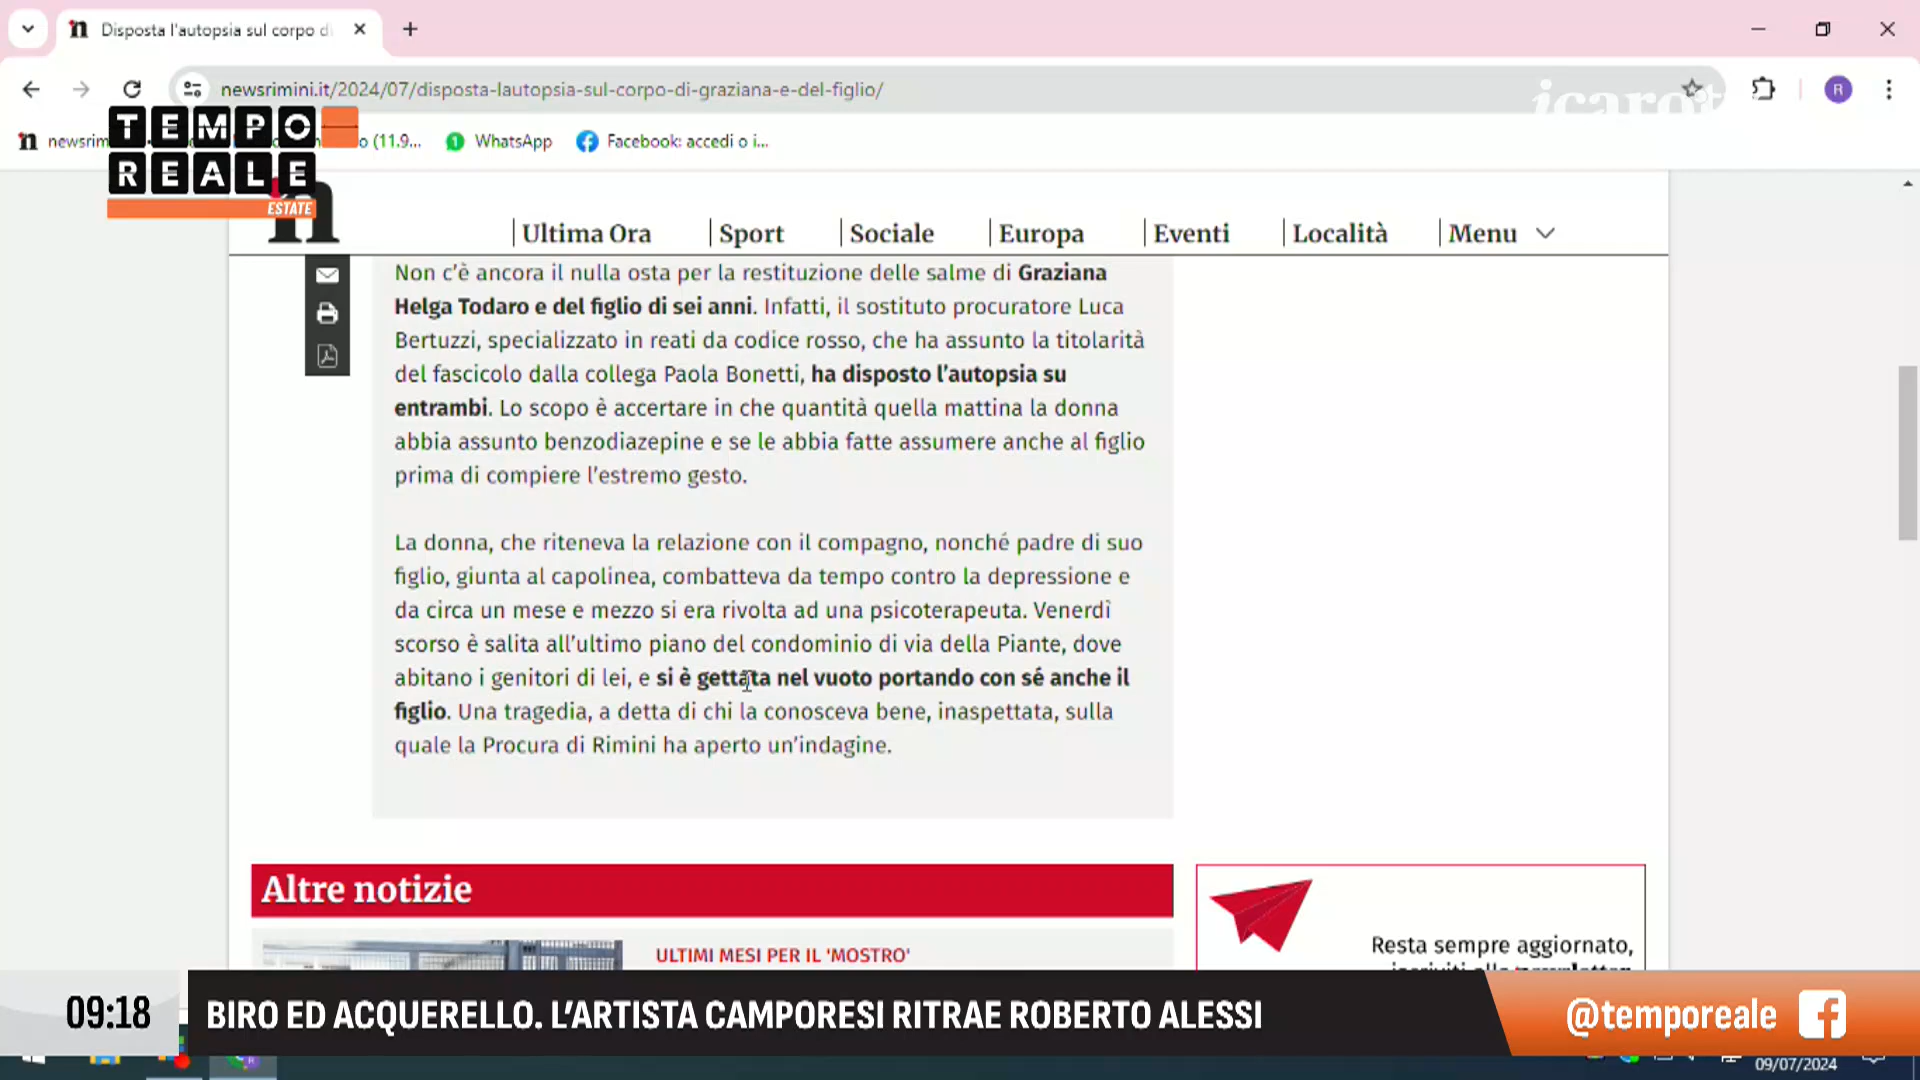 Disposta l'autopsia sul corpo d
newsrimini.it/2024/07/disposta-lautopsia-sul-corpo-di-graziana-e-del-figlio/
icarot
R
TEMPO
REALE
ESTATE
newsrim
o (11.9...
WhatsApp
Facebook: accedi o i...
n
Ultima Ora
Sport
Sociale
Europa
Eventi
Località
Menu
Non c'è ancora il nulla osta per la restituzione delle salme di Graziana
Helga Todaro e del figlio di sei anni. Infatti, il sostituto procuratore Luca
Bertuzzi, specializzato in reati da codice rosso, che ha assunto la titolarità
del fascicolo dalla collega Paola Bonetti, ha disposto l'autopsia su
entrambi. Lo scopo è accertare in che quantità quella mattina la donna
abbia assunto benzodiazepine e se le abbia fatte assumere anche al figlio
prima di compiere l'estremo gesto.
La donna, che riteneva la relazione con il compagno, nonché padre di suo
figlio, giunta al capolinea, combatteva da tempo contro la depressione e
da circa un mese e mezzo si era rivolta ad una psicoterapeuta. Venerdì
scorso è salita all'ultimo piano del condominio di via della Piante, dove
abitano i genitori di lei, e si è gettata nel vuoto portando con sé anche il
figlio. Una tragedia, a detta di chi la conosceva bene, inaspettata, sulla
quale la Procura di Rimini ha aperto un'indagine.
Altre notizie
ULTIMI MESI PER IL 'MOSTRO'
Resta sempre aggiornato,
09:18
BIRO ED ACQUERELLO. L'ARTISTA CAMPORESI RITRAE ROBERTO ALESSI
@temporeale
09/07/2024